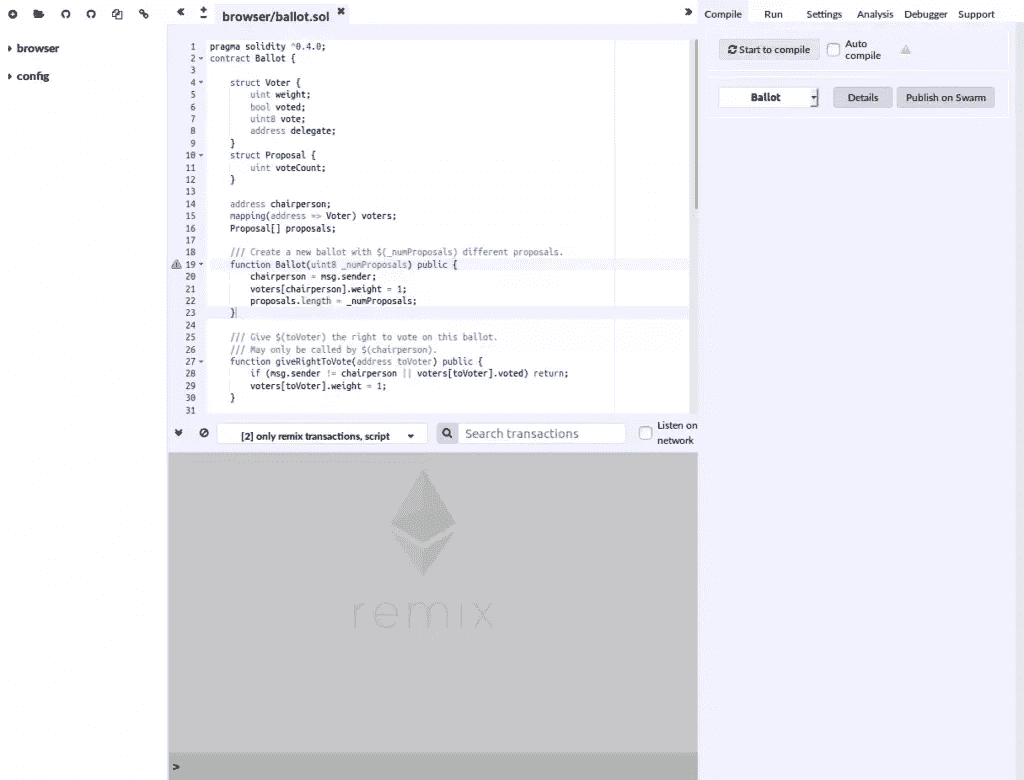 browser/ballot.sol
Compile Run Settings Analysis Debugger Support
browser
config
Start to compile
Auto compile
Ballot
Details
Publish on Swarm
1 pragma solidity ^0.4.0;
2 contract Ballot {
3
4 struct Voter {
5 uint weight;
6 bool voted;
7 uint8 vote;
8 address delegate;
9 }
10 struct Proposal {
11 uint voteCount;
12 }
13
14 address chairperson;
15 mapping(address => Voter) voters;
16 Proposal[] proposals;
17
18 /// Create a new ballot with $(_numProposals) different proposals.
19 function Ballot(uint8 _numProposals) public {
20 chairperson = msg.sender;
21 voters[chairperson].weight = 1;
22 proposals.length = _numProposals;
23 }
24
25 /// Give $(toVoter) the right to vote on this ballot.
26 /// May only be called by $(chairperson).
27 function giveRightToVote(address toVoter) public {
28 if (msg.sender != chairperson || voters[toVoter].voted) return;
29 voters[toVoter].weight = 1;
30 }
31
[2] only remix transactions, script
Search transactions
Listen on network
remix
>